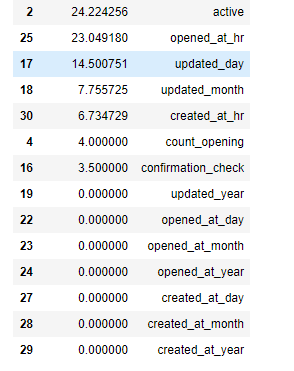 2 24.224256 active
25 23.049180 opened_at_hr
17 14.500751 updated_day
18 7.755725 updated_month
30 6.734729 created_at_hr
4 4.000000 count_opening
16 3.500000 confirmation_check
19 0.000000 updated_year
22 0.000000 opened_at_day
23 0.000000 opened_at_month
24 0.000000 opened_at_year
27 0.000000 created_at_day
28 0.000000 created_at_month
29 0.000000 created_at_year